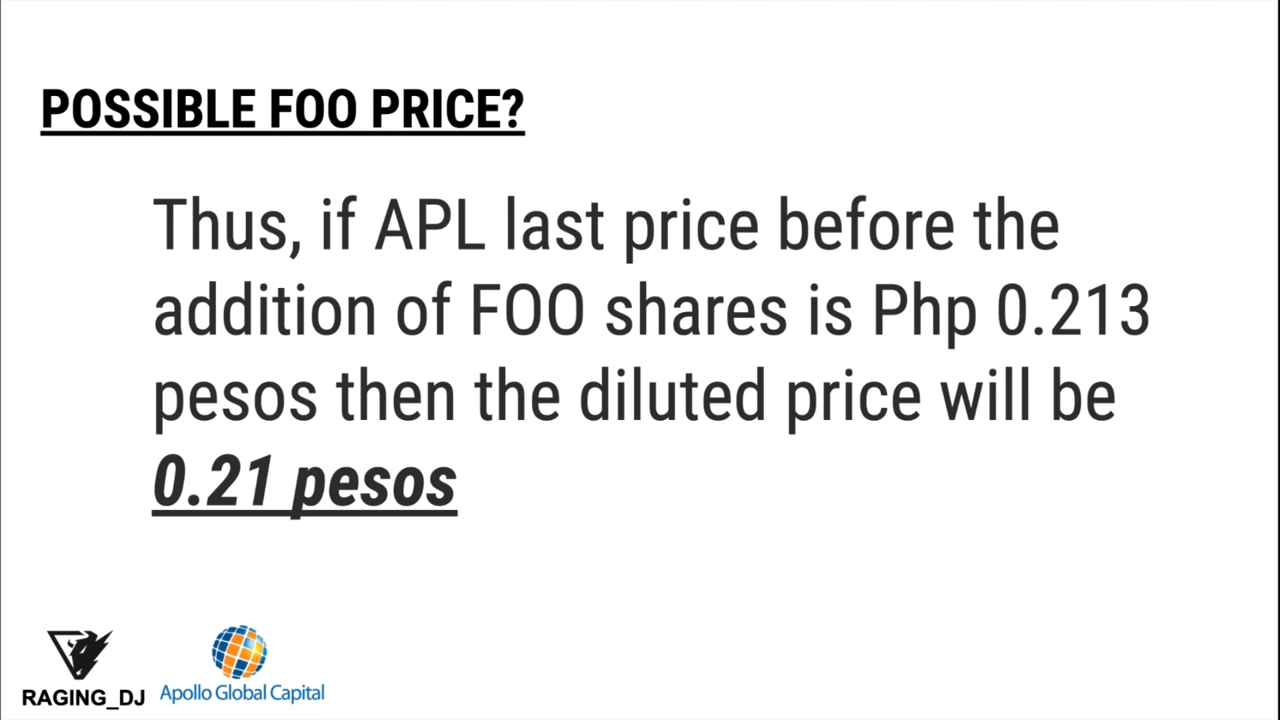 POSSIBLE FOO PRICE?
Thus, if APL last price before the
addition of FOO shares is Php 0.213
pesos then the diluted price will be
0.21 pesos
RAGING_DJ
Apollo Global Capital